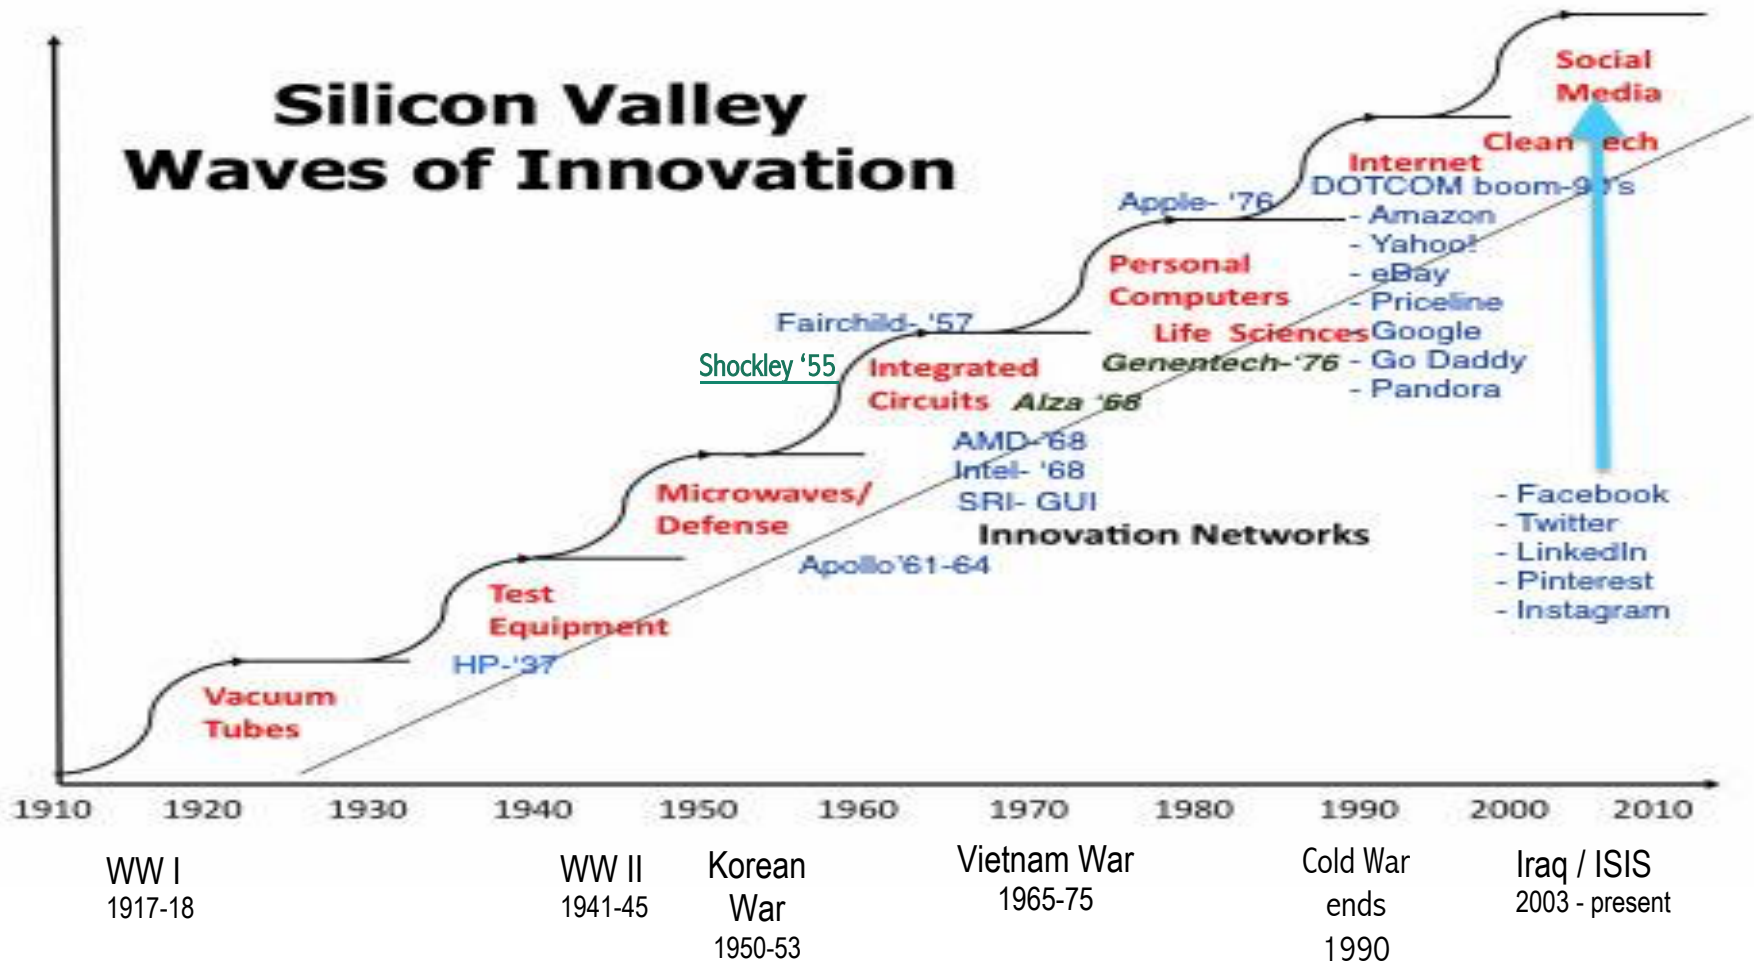 Silicon Valley
Waves of Innovation
Social
Media
Clean ech
Internet
DOTCOM boom-9 's
- Amazon
- Yahoo!
- eBay
- Priceline
- Google
- Go Daddy
- Pandora
Apple- ‘76
Personal
Computers
Life Sciences
Genentech-‘76
Fairchild- ‘57
Shockley ‘55
Integrated
Circuits
Alza ‘68
AMD-‘68
Intel- ‘68
SRI- GUI
Innovation Networks
Microwaves/
Defense
Apollo’61-64
- Facebook
- Twitter
- LinkedIn
- Pinterest
- Instagram
Test
Equipment
HP-‘37
Vacuum
Tubes
1910 1920 1930 1940 1950 1960 1970 1980 1990 2000 2010
WW I
1917-18
WW II
1941-45
Korean
War
1950-53
Vietnam War
1965-75
Cold War
ends
1990
Iraq / ISIS
2003 - present